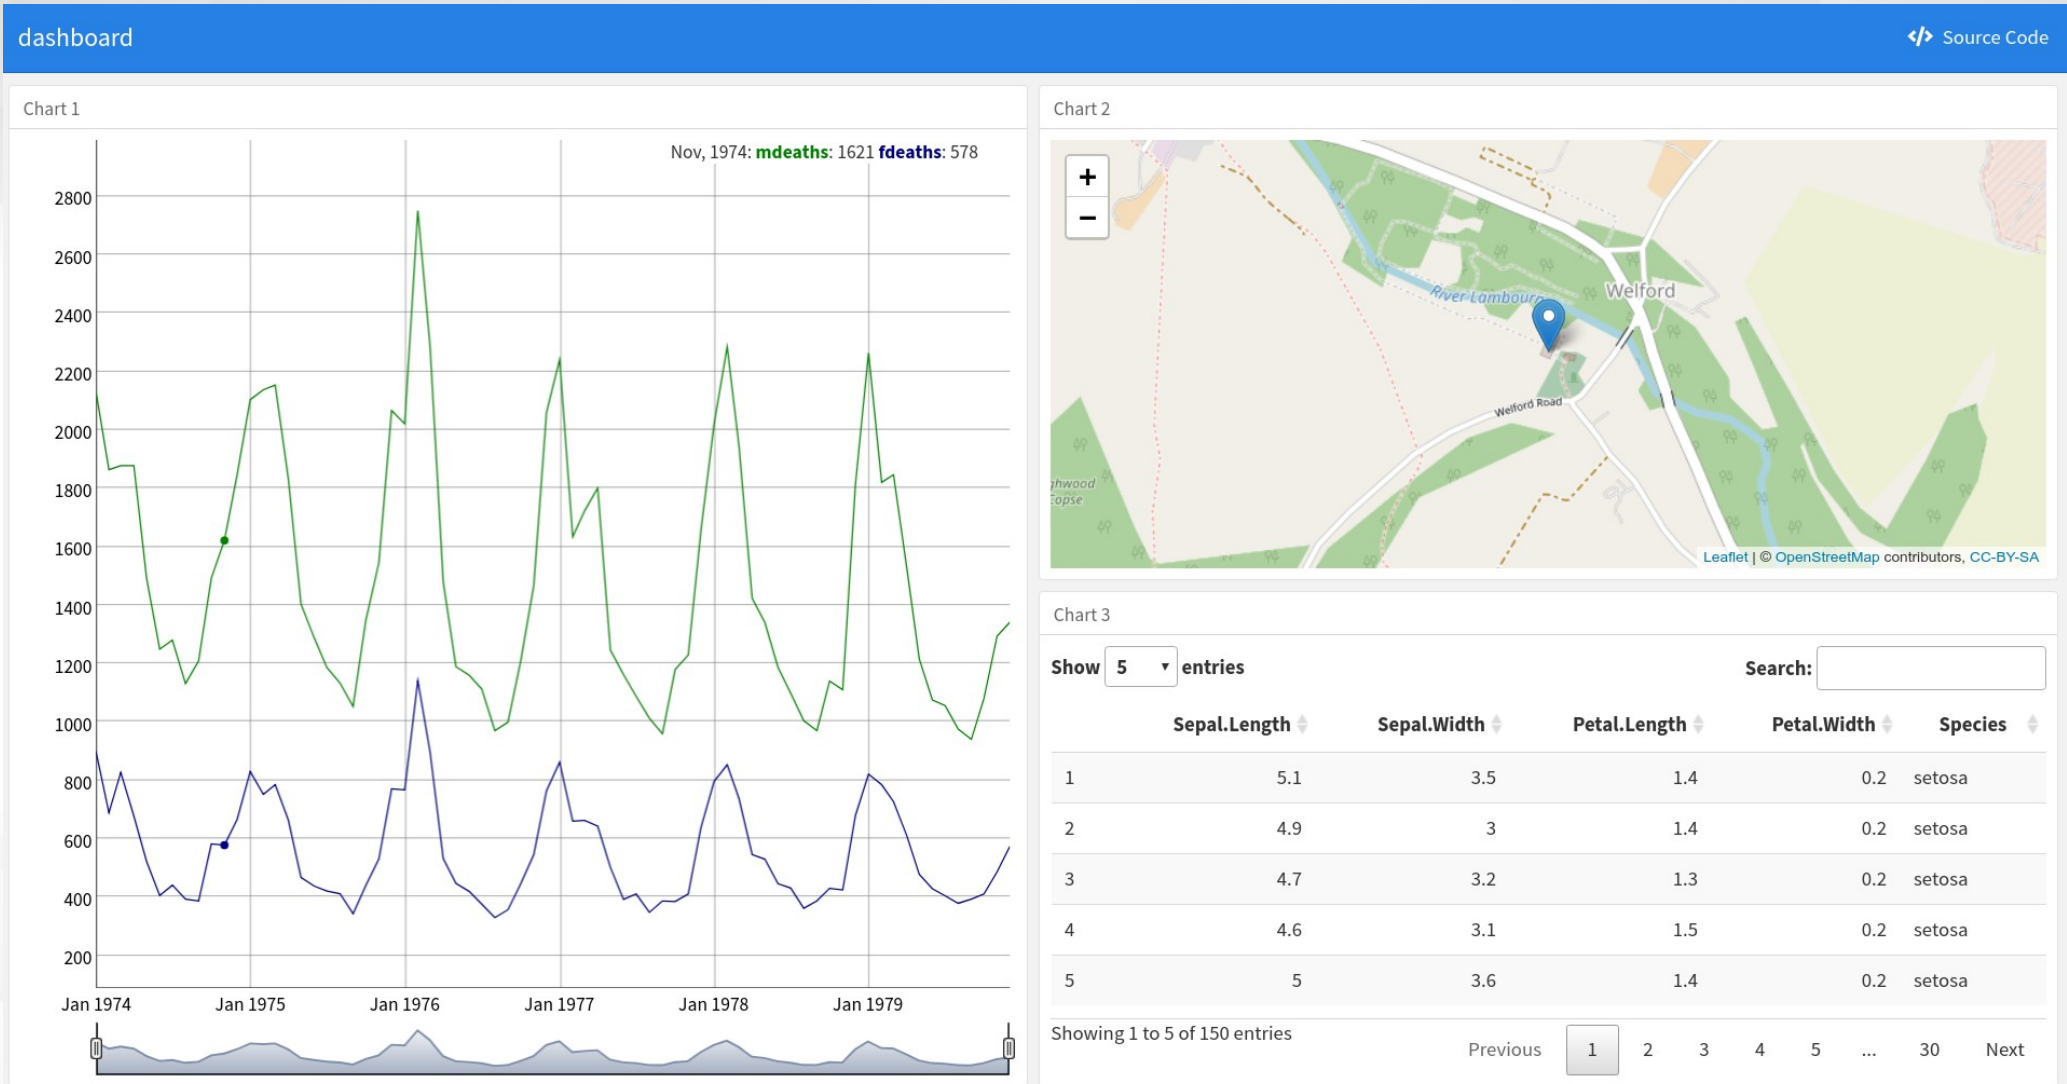 dashboard
</> Source Code
Chart 1
Nov, 1974: mdeaths: 1621 fdeaths: 578
2800
2600
2400
2200
2000
1800
1600
1400
1200
1000
800
600
400
200
Jan 1974 Jan 1975 Jan 1976 Jan 1977 Jan 1978 Jan 1979
Chart 2
+
−
River Lambourn
Welford
Welford Road
ghwood
Copse
Leaflet | © OpenStreetMap contributors, CC-BY-SA
Chart 3
Show 5 entries
Search:
Sepal.Length Sepal.Width Petal.Length Petal.Width Species
1 5.1 3.5 1.4 0.2 setosa
2 4.9 3 1.4 0.2 setosa
3 4.7 3.2 1.3 0.2 setosa
4 4.6 3.1 1.5 0.2 setosa
5 5 3.6 1.4 0.2 setosa
Showing 1 to 5 of 150 entries
Previous 1 2 3 4 5 ... 30 Next